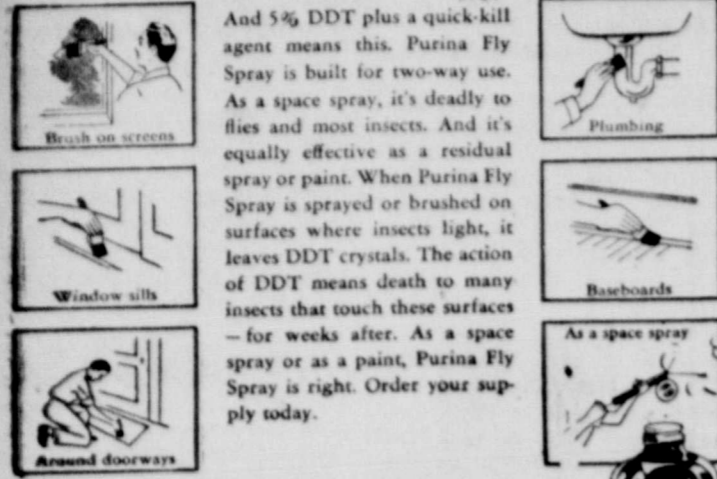 Brush on screens
Window sills
Around doorways
And 5% DDT plus a quick-kill
agent means this. Purina Fly
Spray is built for two-way use.
As a space spray, it's deadly to
flies and most insects. And it's
equally effective as a residual
spray or paint. When Purina Fly
Spray is sprayed or brushed on
surfaces where insects light, it
leaves DDT crystals. The action
of DDT means death to many
insects that touch these surfaces
— for weeks after. As a space
spray or as a paint, Purina Fly
Spray is right. Order your sup-
ply today.
Plumbing
Baseboards
As a space spray